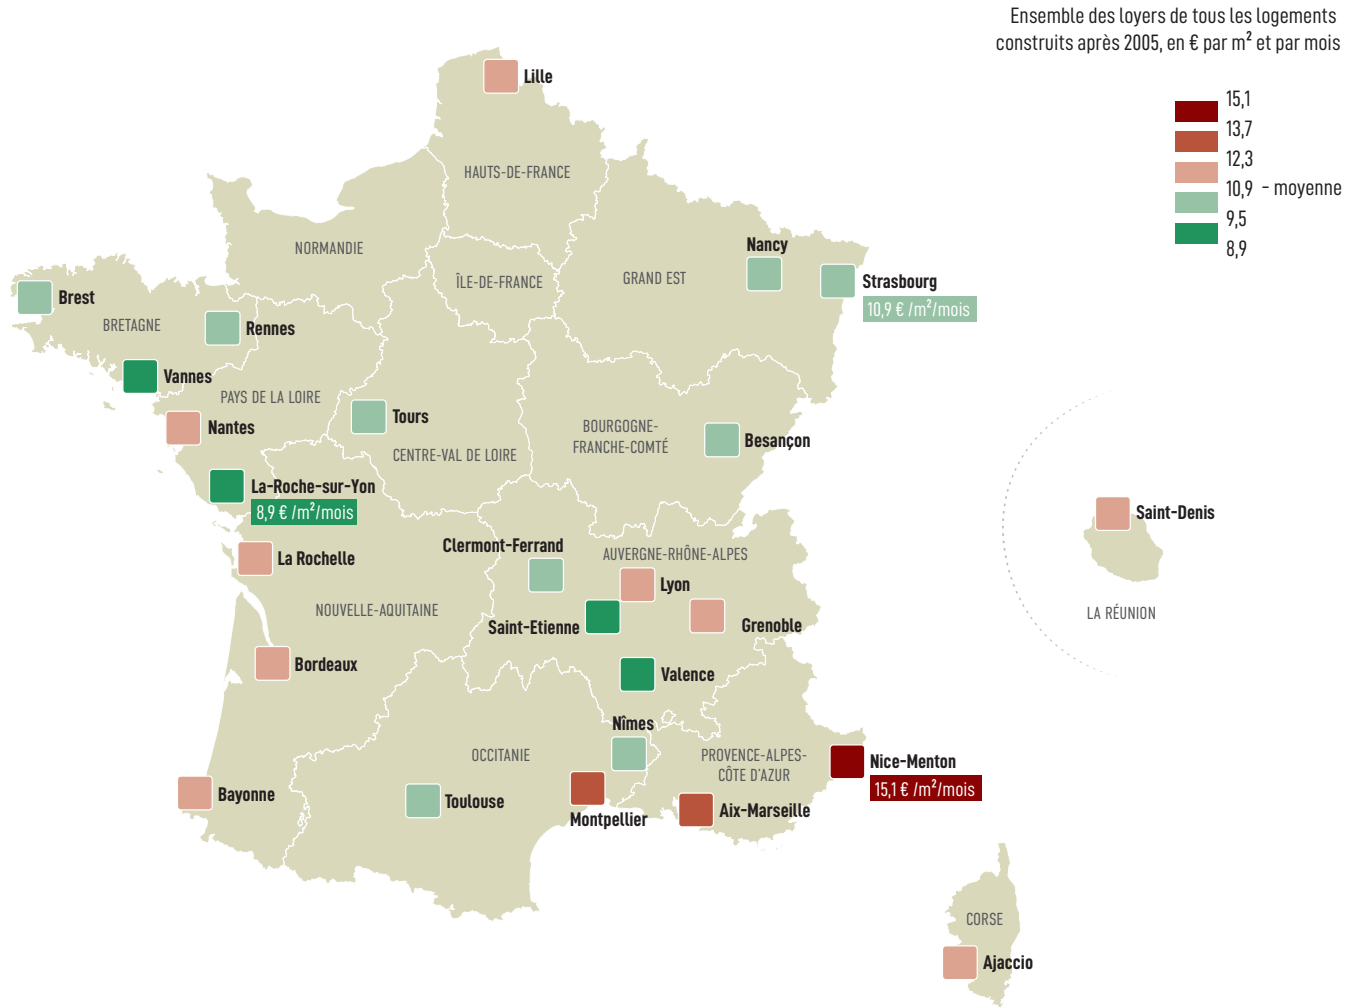 Ensemble des loyers de tous les logements
construits après 2005, en € par m² et par mois
15,1
13,7
12,3
10,9 - moyenne
9,5
8,9
Lille
HAUTS-DE-FRANCE
NORMANDIE
ÎLE-DE-FRANCE
GRAND EST
Nancy
Strasbourg
10,9 € /m²/mois
Brest
BRETAGNE
Rennes
Vannes
PAYS DE LA LOIRE
Nantes
Tours
CENTRE-VAL DE LOIRE
BOURGOGNE-
FRANCHE-COMTÉ
Besançon
La-Roche-sur-Yon
8,9 € /m²/mois
La Rochelle
Clermont-Ferrand
AUVERGNE-RHÔNE-ALPES
Lyon
NOUVELLE-AQUITAINE
Saint-Etienne
Grenoble
Bordeaux
Valence
Nîmes
OCCITANIE
PROVENCE-ALPES-
CÔTE D'AZUR
Nice-Menton
15,1 € /m²/mois
Bayonne
Toulouse
Montpellier
Aix-Marseille
Saint-Denis
LA RÉUNION
CORSE
Ajaccio